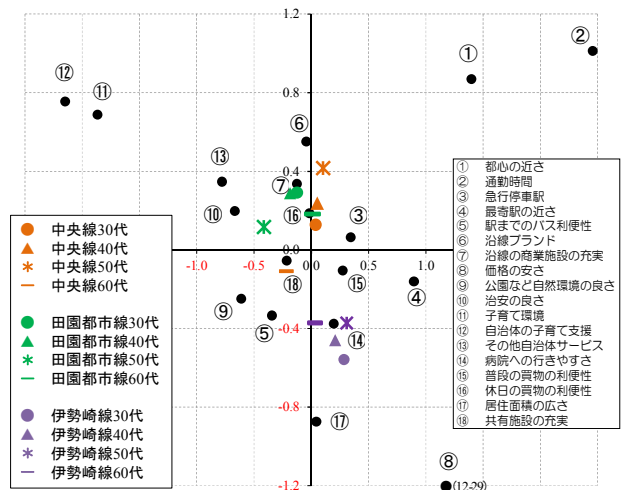 1.2
②
①
⑫
⑪
0.8
⑥
⑬
0.4
⑦
⑩
⑯
③
0.0
-1.0
-0.5
0.0
0.5
1.2
⑱
⑮
④
⑨
⑤
-0.4
⑭
-0.8
⑰
⑧
-1.2
(12-29)
中央線30代
中央線40代
中央線50代
中央線60代
田園都市線30代
田園都市線40代
田園都市線50代
田園都市線60代
伊勢崎線30代
伊勢崎線40代
伊勢崎線50代
伊勢崎線60代
① 都心の近さ
② 通勤時間
③ 急行停車駅
④ 最寄駅の近さ
⑤ 駅までのバス利便性
⑥ 沿線ブランド
⑦ 沿線の商業施設の充実
⑧ 価格の安さ
⑨ 公園など自然環境の良さ
⑩ 治安の良さ
⑪ 子育て環境
⑫ 自治体の子育て支援
⑬ その他自治体サービス
⑭ 病院への行きやすさ
⑮ 普段の買物の利便性
⑯ 休日の買物の利便性
⑰ 居住面積の広さ
⑱ 共有施設の充実